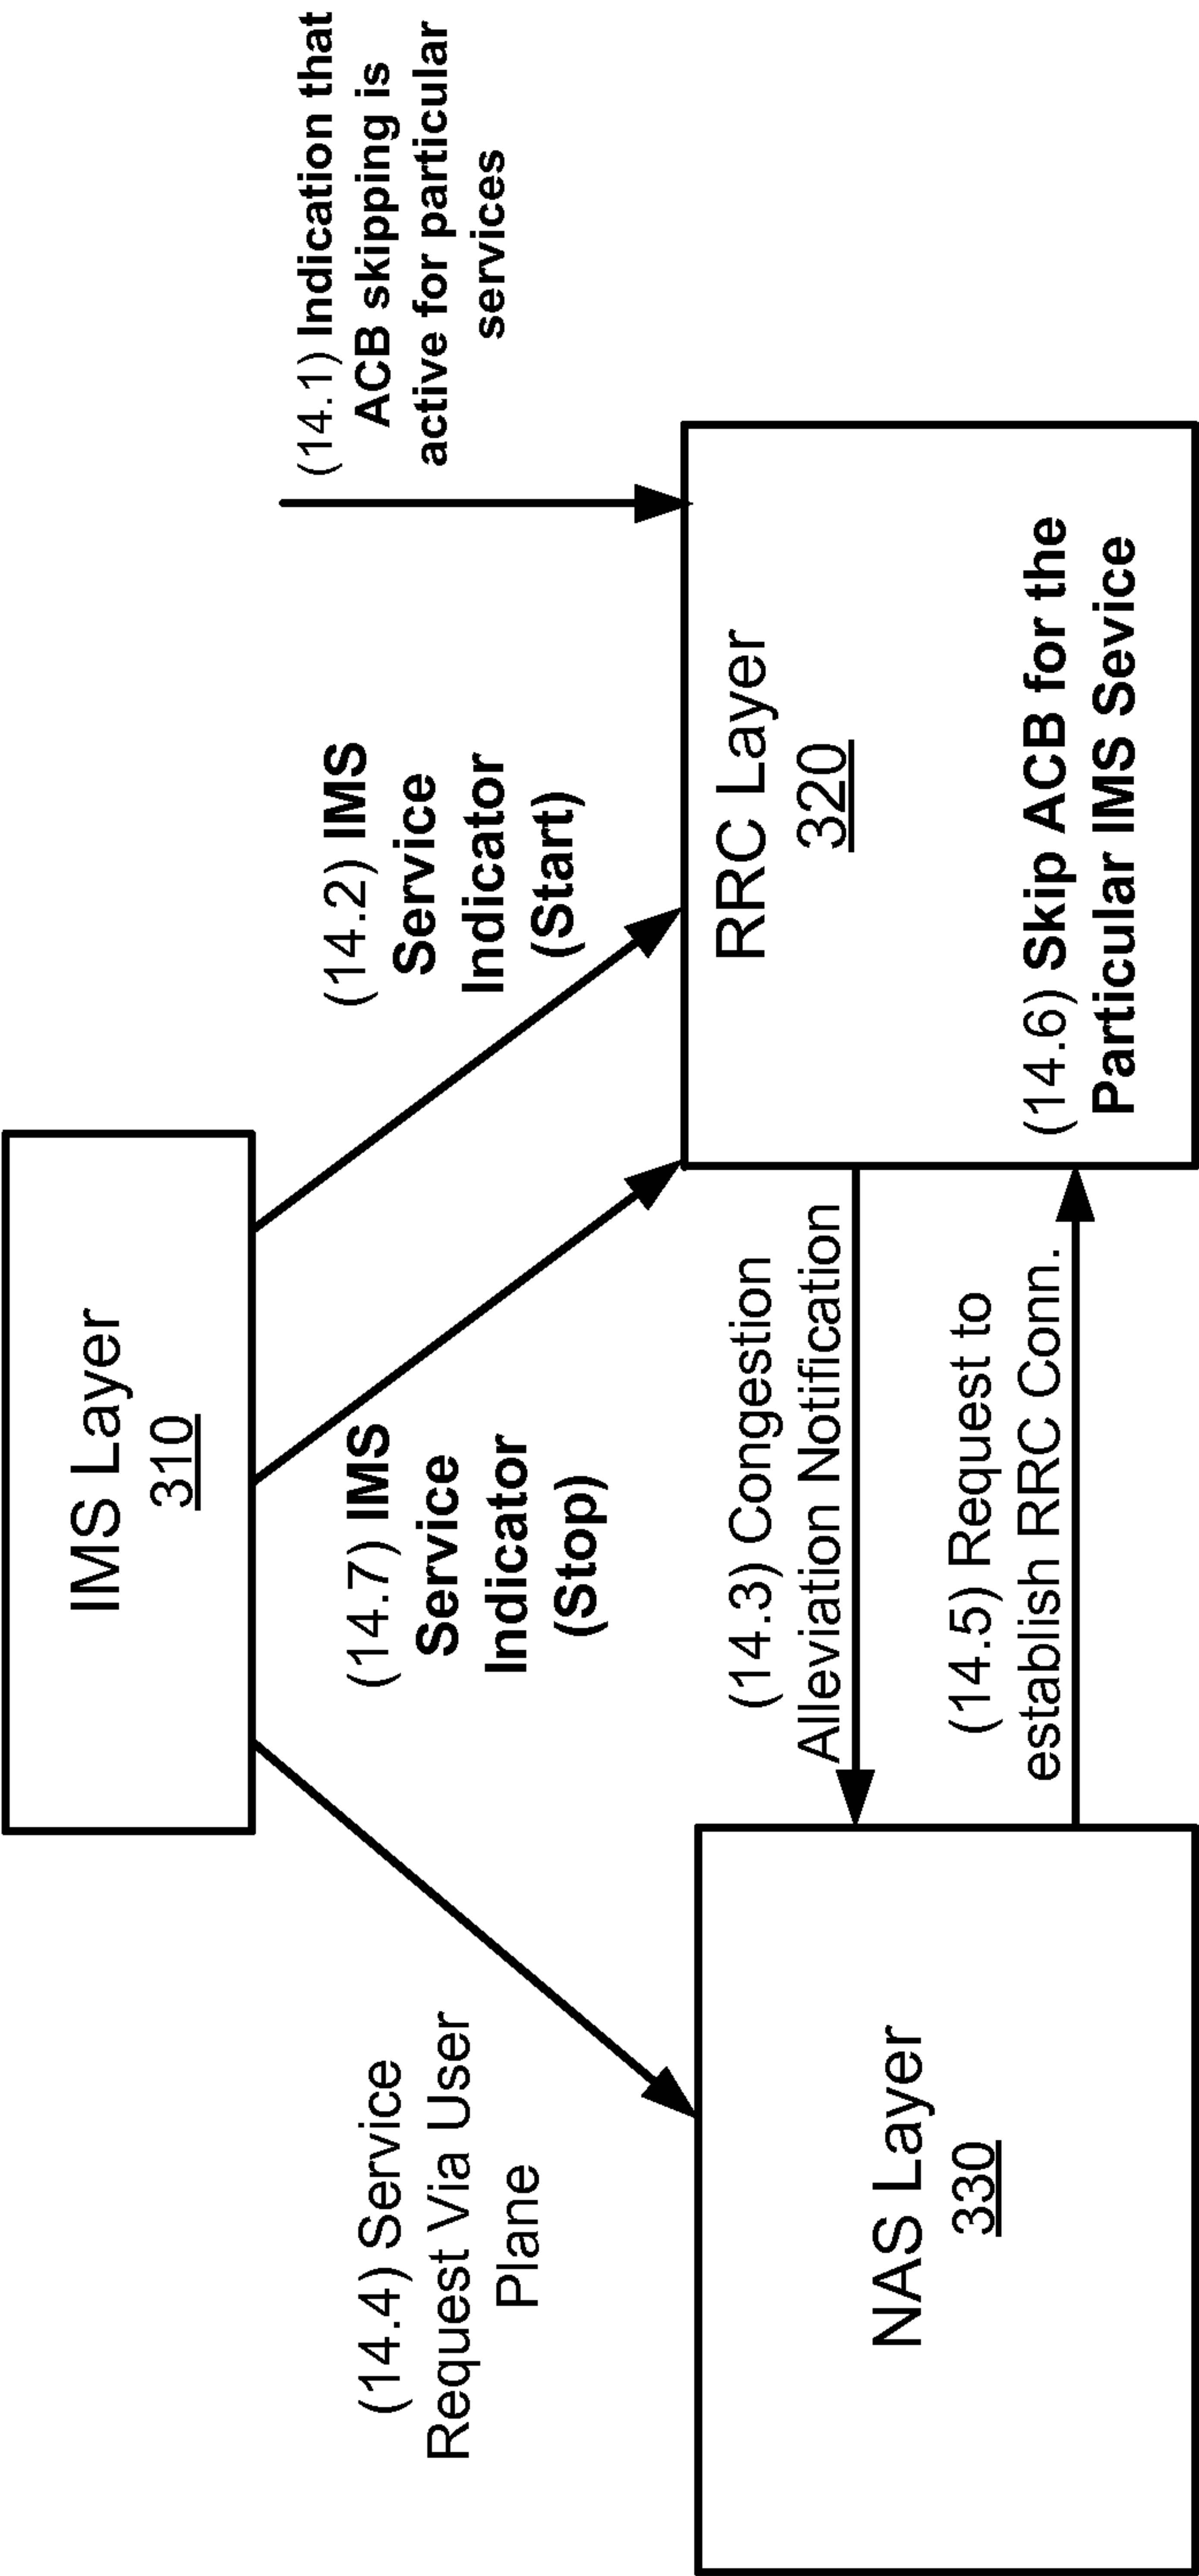 IMS Layer
310
(14.1) Indication that
ACB skipping is
active for particular
services
(14.2) IMS
Service
Indicator
(Start)
(14.7) IMS
Service
Indicator
(Stop)
(14.4) Service
Request Via User
Plane
(14.3) Congestion
Alleviation Notification
(14.5) Request to
establish RRC Conn.
NAS Layer
330
RRC Layer
320
(14.6) Skip ACB for the
Particular IMS Sevice